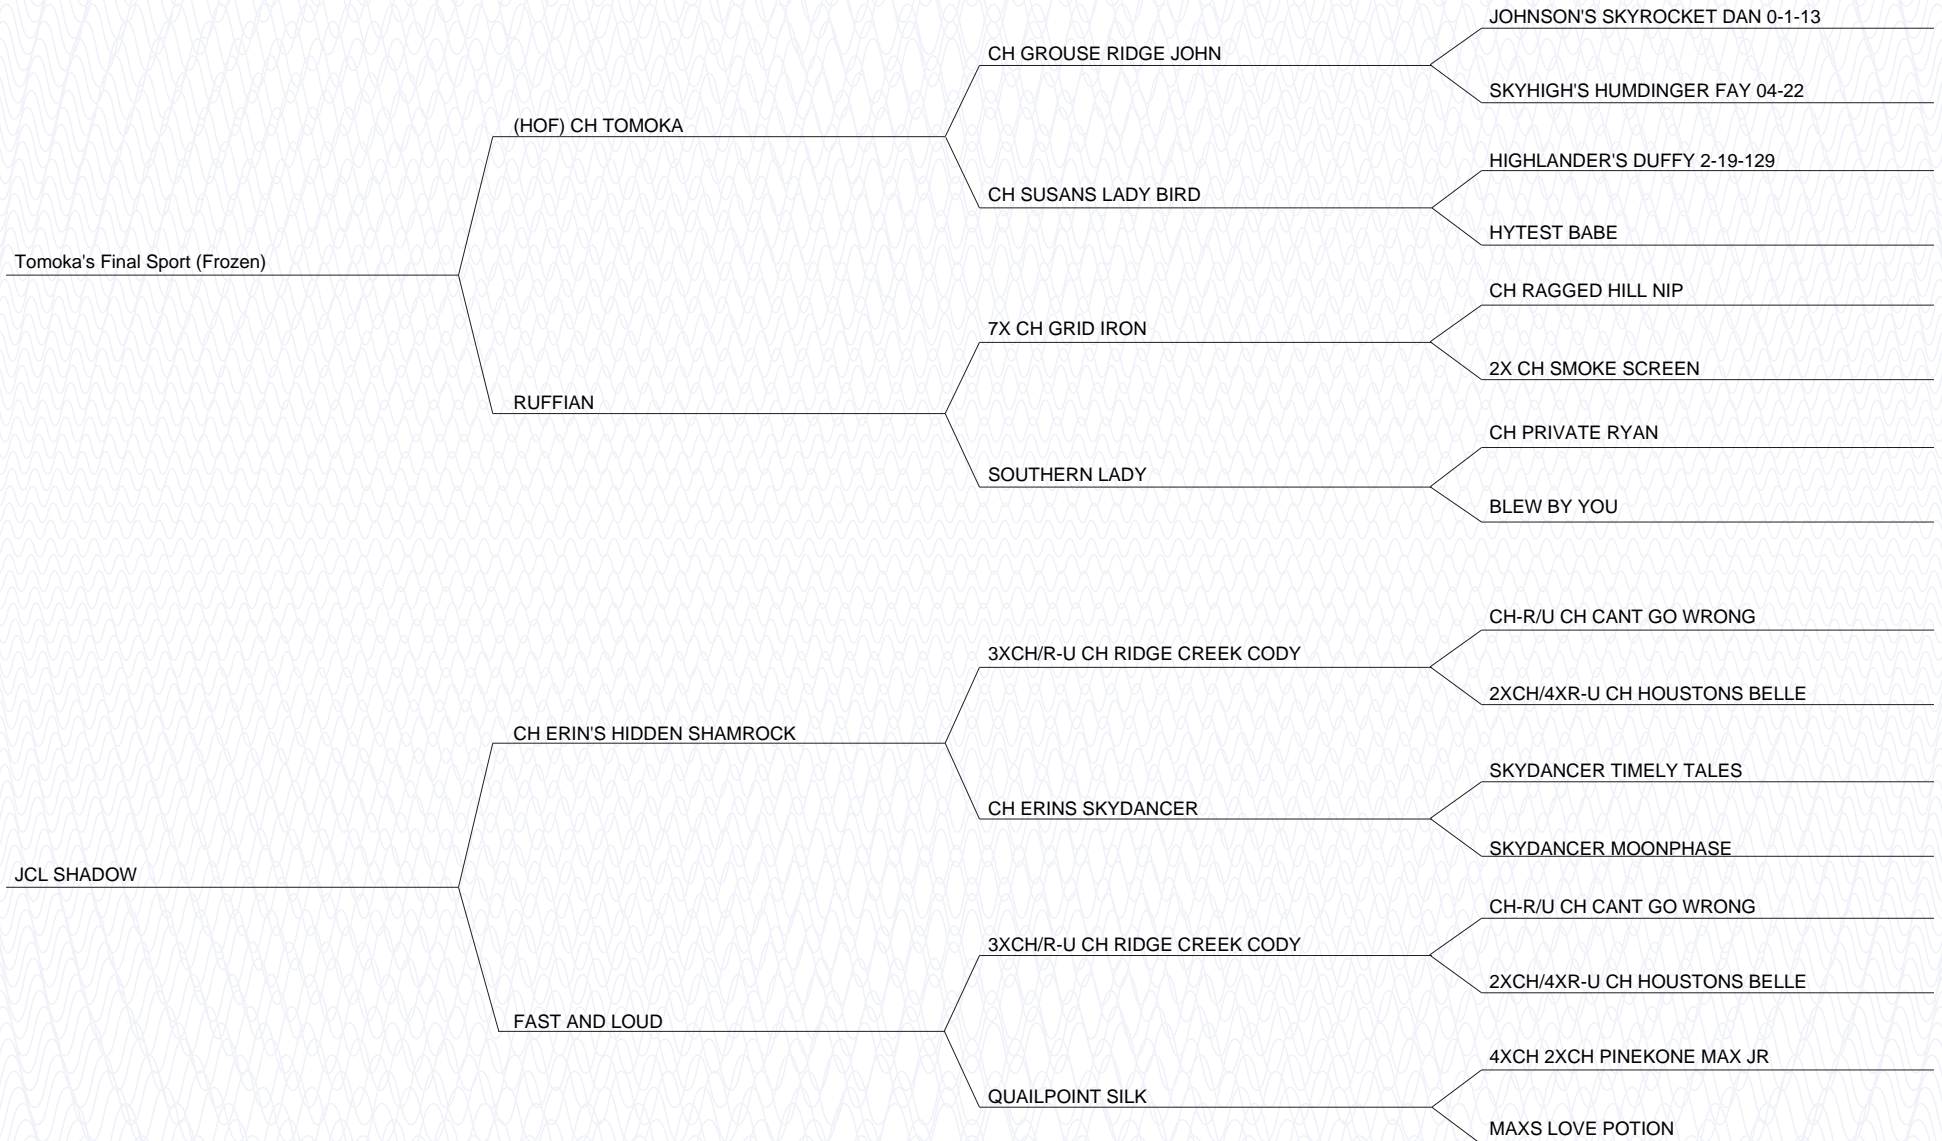 JOHNSON'S SKYROCKET DAN 0-1-13
CH GROUSE RIDGE JOHN
SKYHIGH'S HUMDINGER FAY 04-22
(HOF) CH TOMOKA
HIGHLANDER'S DUFFY 2-19-129
CH SUSANS LADY BIRD
HYTEST BABE
Tomoka's Final Sport (Frozen)
CH RAGGED HILL NIP
7X CH GRID IRON
2X CH SMOKE SCREEN
RUFFIAN
CH PRIVATE RYAN
SOUTHERN LADY
BLEW BY YOU
CH-R/U CH CANT GO WRONG
3XCH/R-U CH RIDGE CREEK CODY
2XCH/4XR-U CH HOUSTONS BELLE
CH ERIN'S HIDDEN SHAMROCK
SKYDANCER TIMELY TALES
CH ERINS SKYDANCER
SKYDANCER MOONPHASE
JCL SHADOW
CH-R/U CH CANT GO WRONG
3XCH/R-U CH RIDGE CREEK CODY
2XCH/4XR-U CH HOUSTONS BELLE
FAST AND LOUD
4XCH 2XCH PINEKONE MAX JR
QUAILPOINT SILK
MAXS LOVE POTION